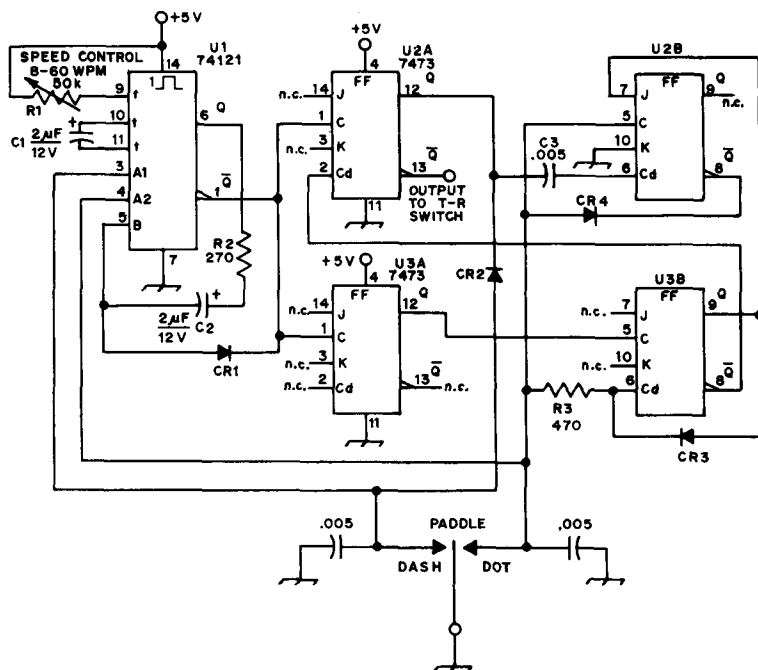 +5V
U1
74121
SPEED CONTROL
8-60 WPM
50k
R1
14
1
9
t
10
t
11
t
3
A1
4
A2
5
B
6
Q
Q̅
1
7
C1
+
2µF
12V
R2
270
+
2µF
12V
C2
CR1
+5V
4
U2A
7473
FF
n.c.
14
J
1
C
n.c.
3
K
2
Cd
12
Q
Q̅
13
11
OUTPUT
TO T-R
SWITCH
+5V
4
U3A
7473
FF
n.c.
14
J
1
C
n.c.
3
K
n.c.
2
Cd
12
Q
Q̅
13
n.c.
11
CR2
C3
.005
U2B
FF
7
J
5
C
10
K
6
Cd
Q
9
n.c.
Q̅
8
CR4
U3B
FF
n.c.
7
J
5
C
n.c.
10
K
6
Cd
Q
9
Q̅
8
R3
470
CR3
.005
PADDLE
DASH
DOT
.005